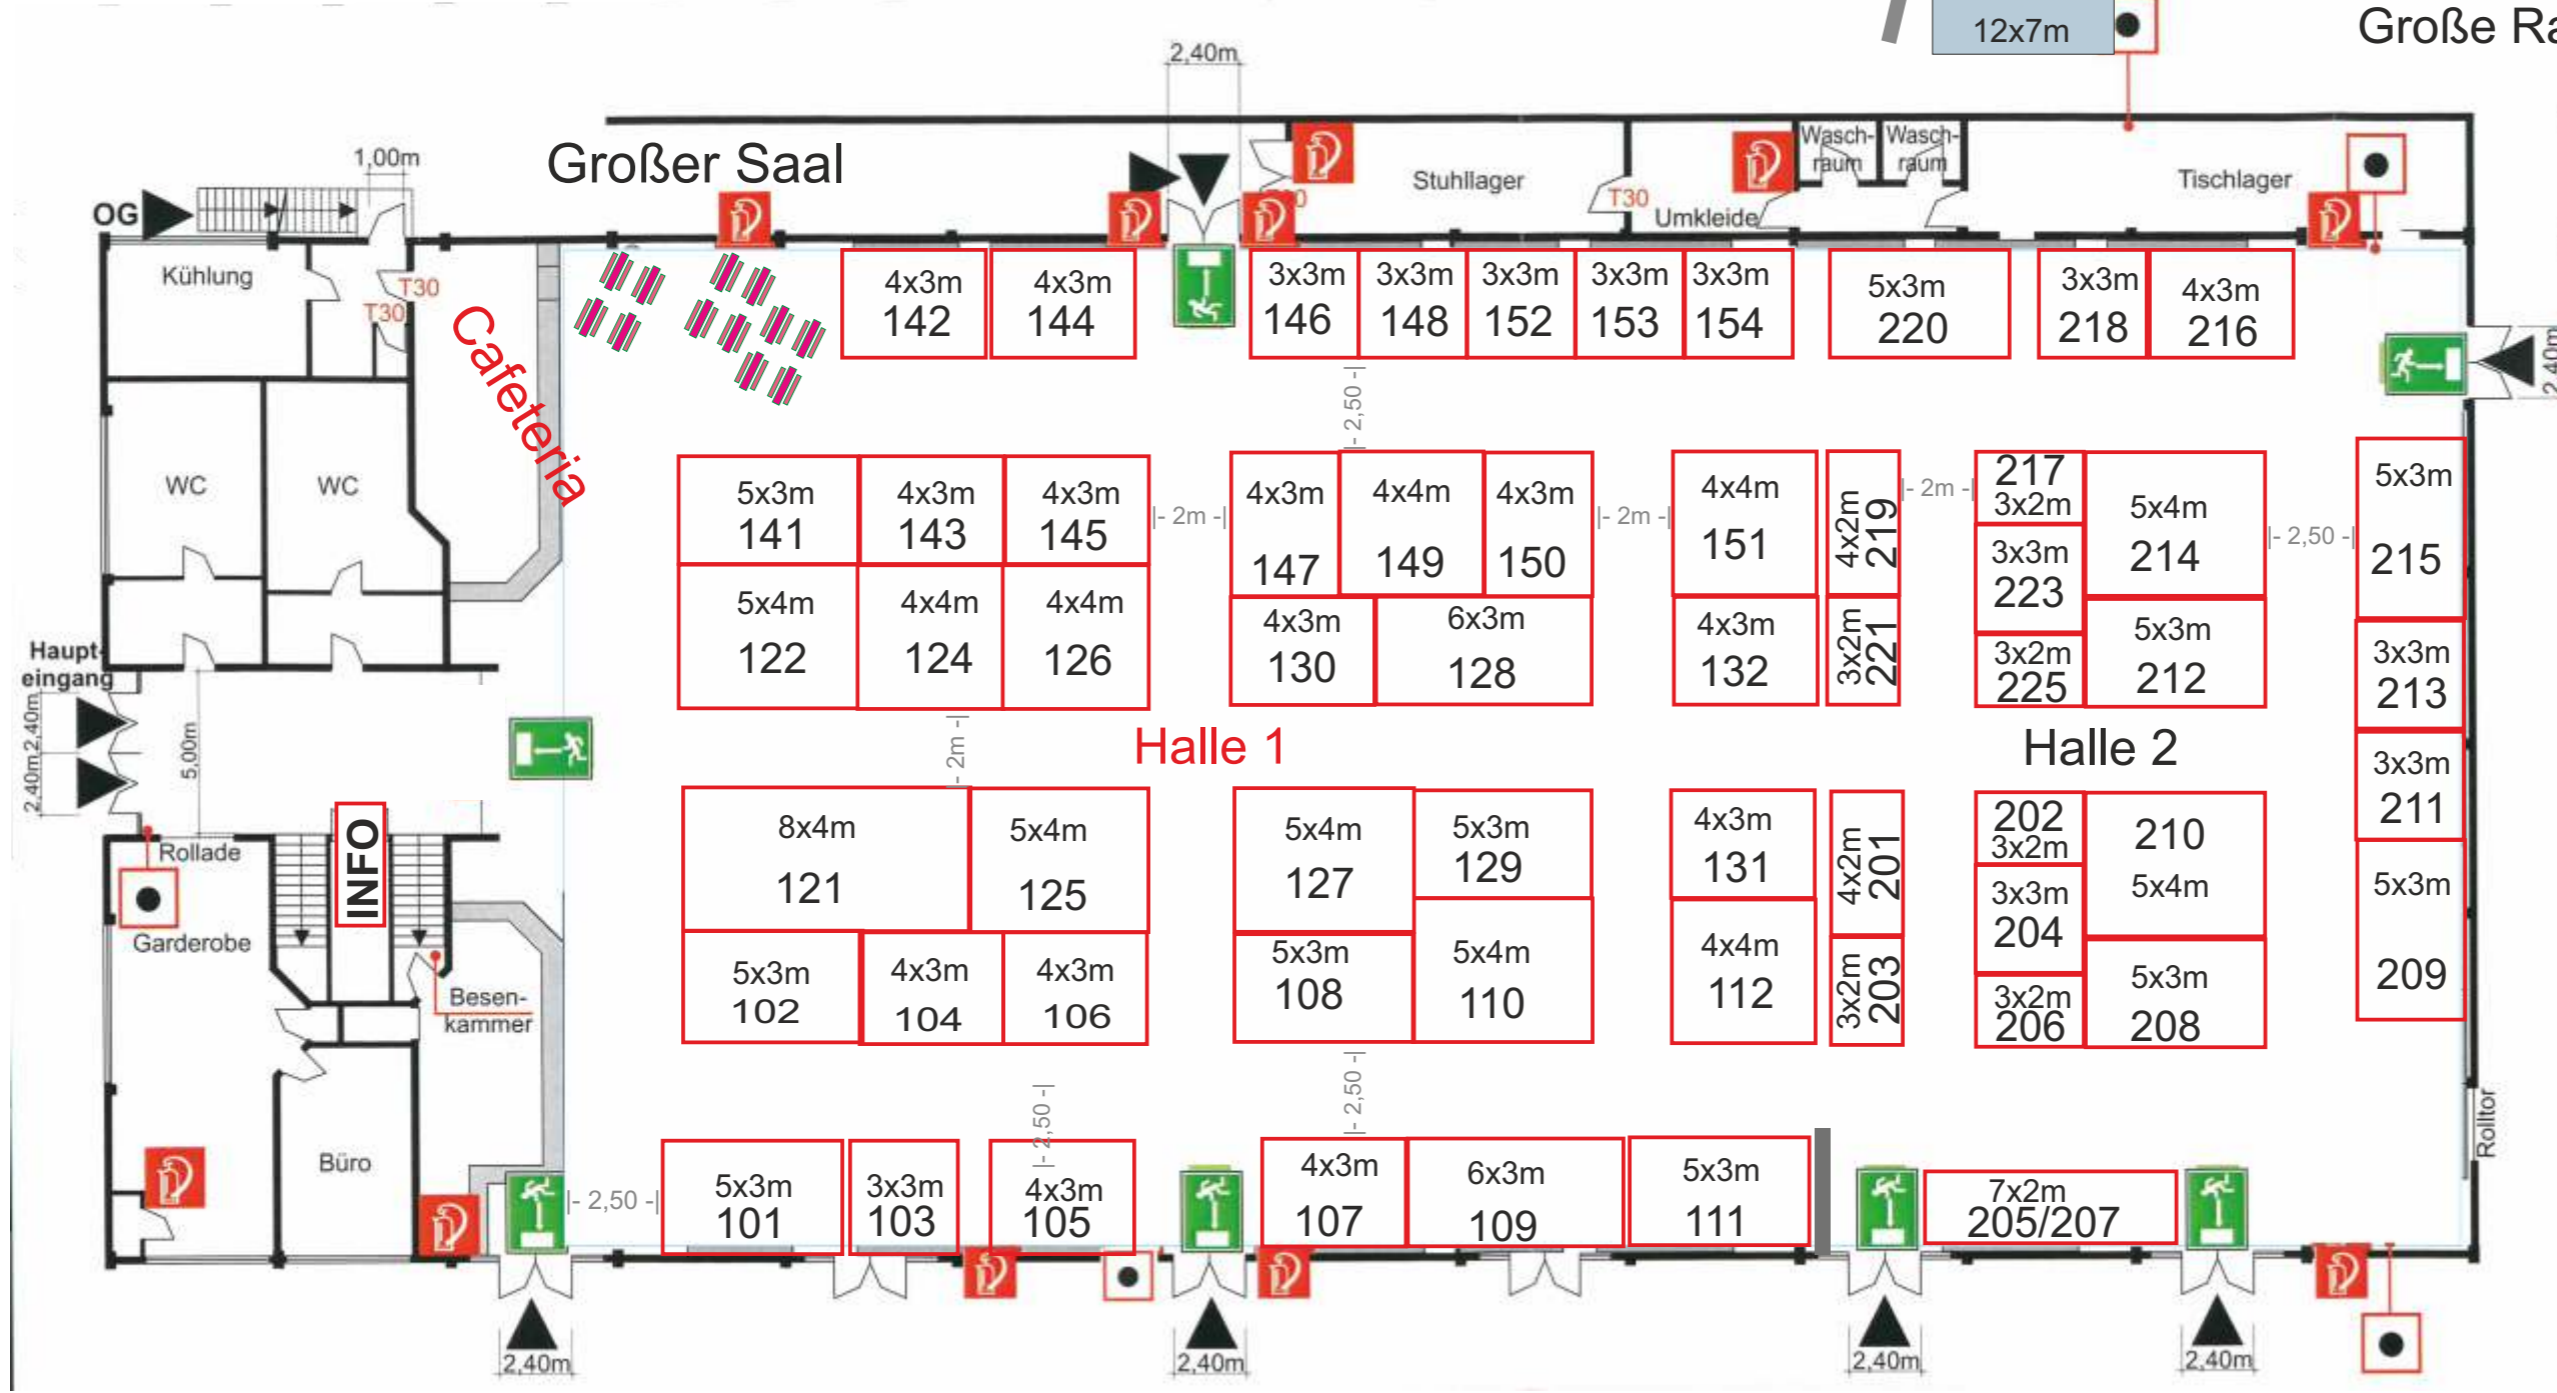 12x7m
Große Ra
2,40m
1,00m
Großer Saal
OG
Stuhllager
T30
Umkleide
Wasch-
raum
Wasch-
raum
Tischlager
Kühlung
T30
T30
Cafeteria
4x3m
142
4x3m
144
3x3m
146
3x3m
148
3x3m
152
3x3m
153
3x3m
154
5x3m
220
3x3m
218
4x3m
216
2,40m
|- 2,50 -|
WC
WC
5x3m
141
4x3m
143
4x3m
145
|- 2m -|
4x3m
147
4x4m
149
4x3m
150
|- 2m -|
4x4m
151
4x2m
219
|- 2m -|
217
3x2m
5x4m
214
|- 2,50 -|
5x3m
215
3x3m
223
5x4m
122
4x4m
124
4x4m
126
4x3m
130
6x3m
128
4x3m
132
3x2m
221
3x2m
225
5x3m
212
3x3m
213
Haupt-
eingang
2,40m
2,40m
5,00m
|- 2m -|
Halle 1
Halle 2
3x3m
211
Rollade
INFO
Garderobe
8x4m
121
5x4m
125
5x4m
127
5x3m
129
4x3m
131
4x2m
201
202
3x2m
210
5x4m
3x3m
204
5x3m
209
Besen-
kammer
5x3m
102
4x3m
104
4x3m
106
5x3m
108
5x4m
110
4x4m
112
3x2m
203
3x2m
206
5x3m
208
|- 2,50 -|
|- 2,50 -|
Rolltor
Büro
|- 2,50 -|
5x3m
101
3x3m
103
4x3m
105
4x3m
107
6x3m
109
5x3m
111
7x2m
205/207
2,40m
2,40m
2,40m
2,40m